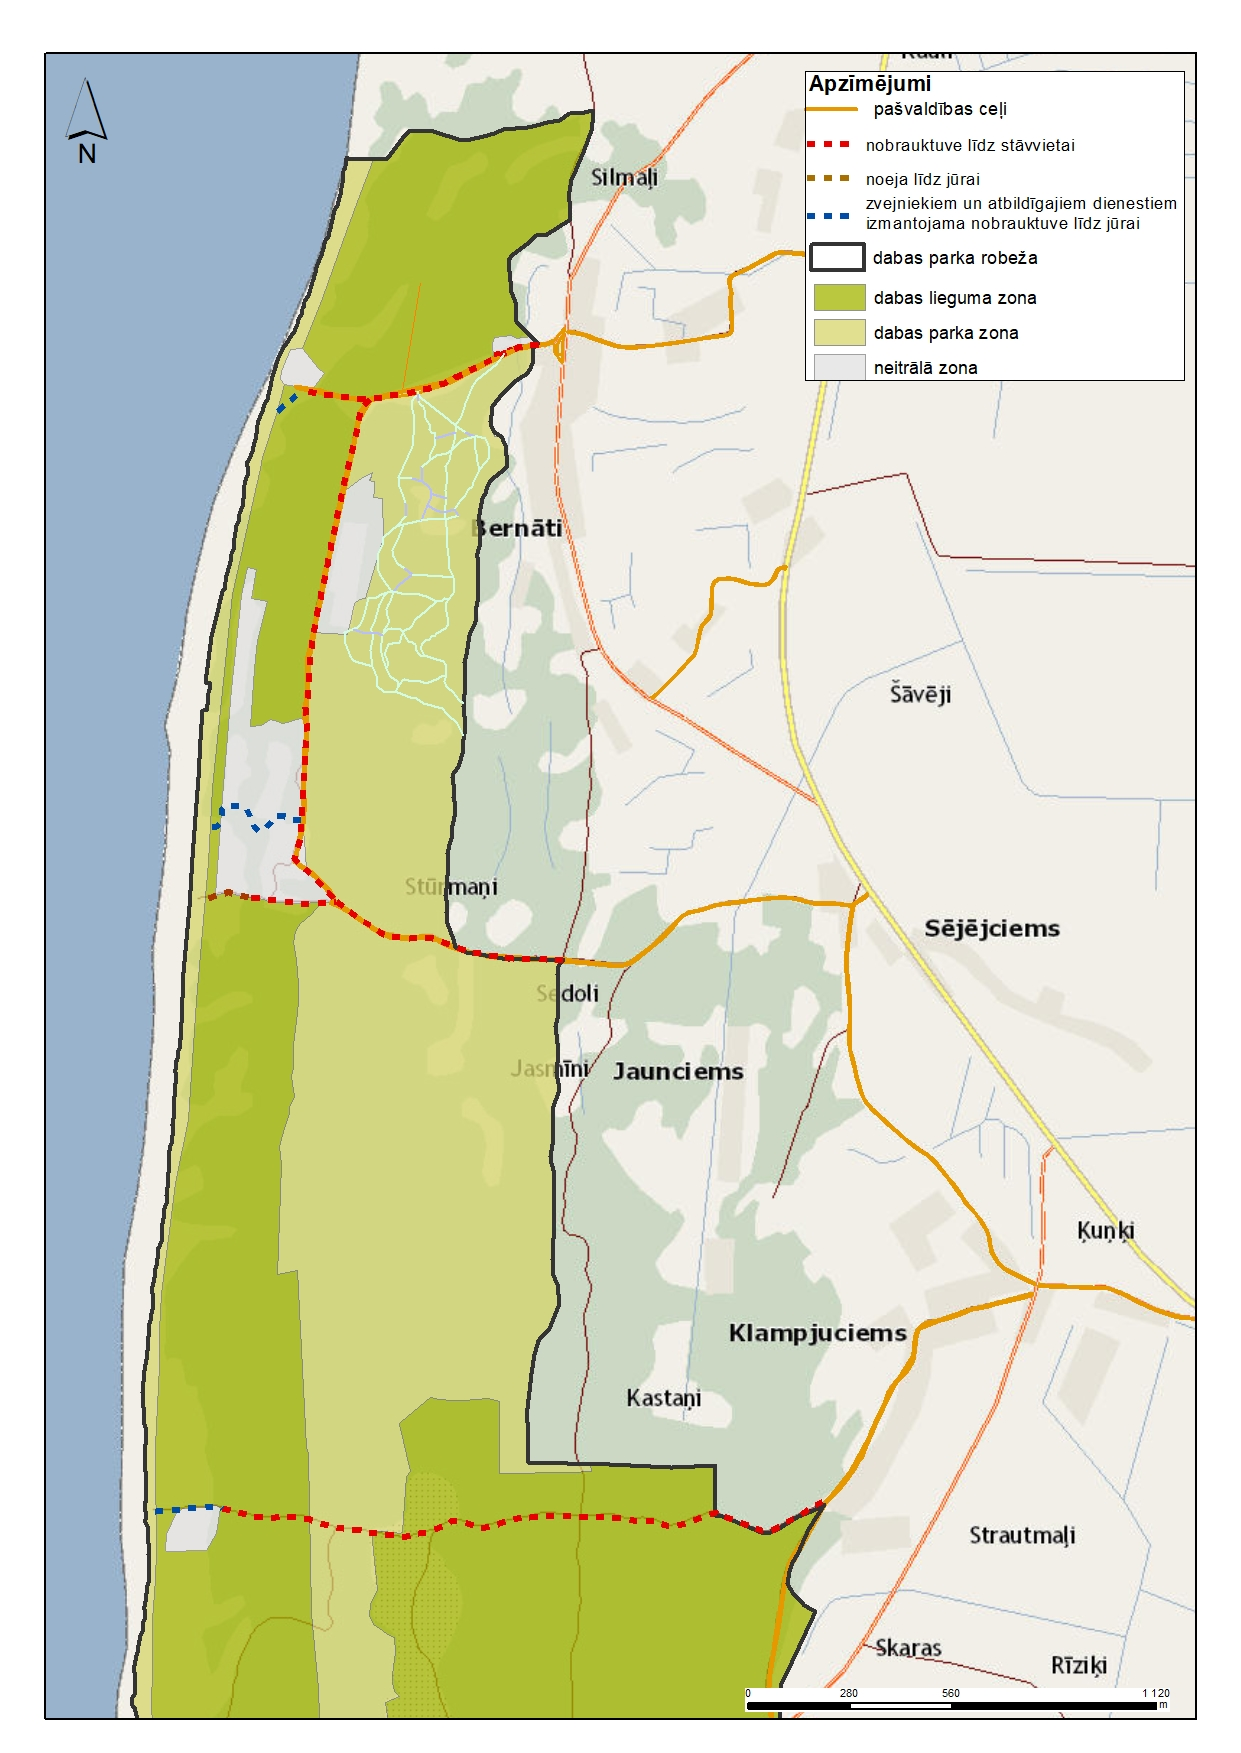 N
Apzīmējumi
pašvaldības ceļi
nobrauktuve līdz stāvvietai
noeja līdz jūrai
zvejniekiem un atbildīgajiem dienestiem
izmantojama nobrauktuve līdz jūrai
dabas parka robeža
dabas lieguma zona
dabas parka zona
neitrālā zona
Silmaļi
Bernāti
Šāvēji
Stūrmaņi
Sējējciems
Sedoli
Jasmīni
Jaunciems
Ķuņķi
Klampjuciems
Kastaņi
Strautmaļi
Skaras
Rīziķi
0 280 560 1 120
m